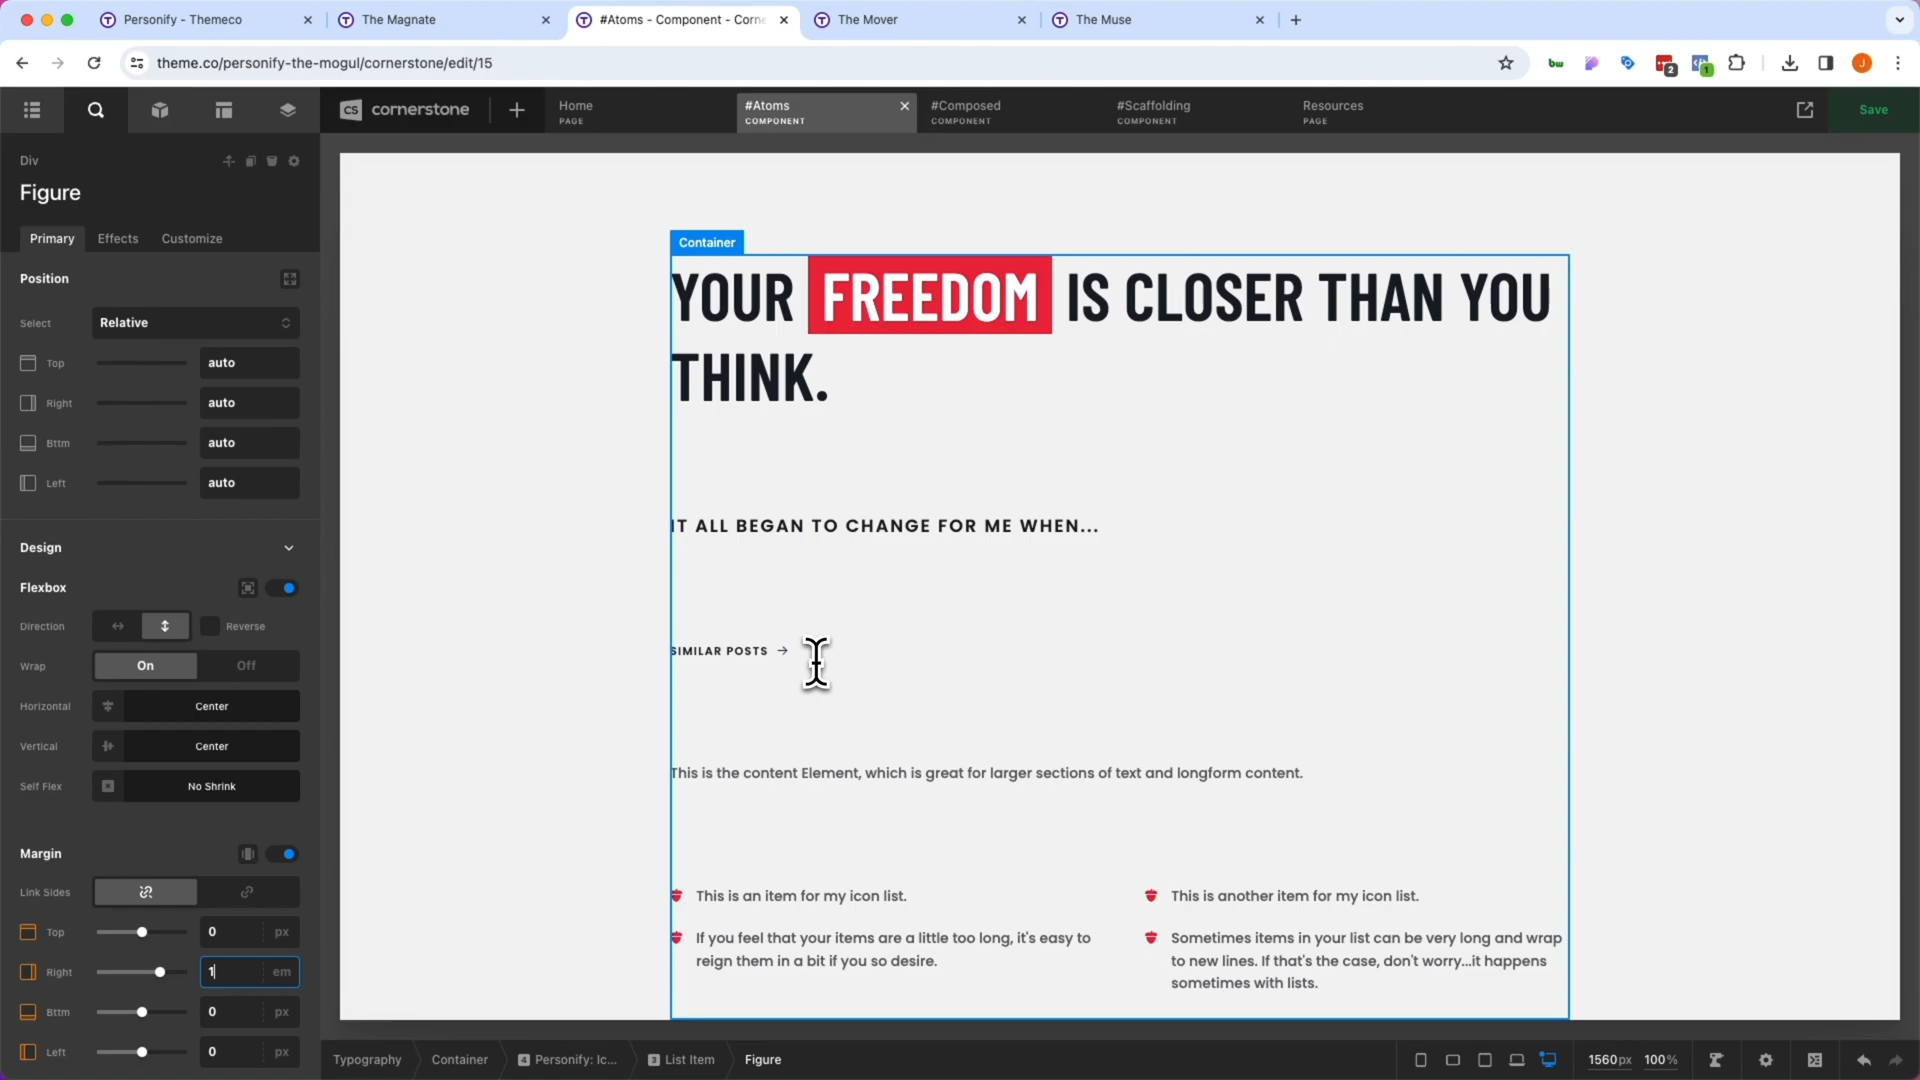 Personify - Themeco
The Magnate
#Atoms - Component - Corne
The Mover
The Muse
theme.co/personify-the-mogul/cornerstone/edit/15
bw
2
1
J
cs cornerstone
Home
PAGE
#Atoms
COMPONENT
#Composed
COMPONENT
#Scaffolding
COMPONENT
Resources
PAGE
Save
Div
Figure
Primary
Effects
Customize
Position
Select
Relative
Top
auto
Right
auto
Bttm
auto
Left
auto
Design
Flexbox
Direction
Reverse
Wrap
On
Off
Horizontal
Center
Vertical
Center
Self Flex
No Shrink
Margin
Link Sides
Top
0 px
Right
1 em
Bttm
0 px
Left
0 px
Container
YOUR FREEDOM IS CLOSER THAN YOU
THINK.
IT ALL BEGAN TO CHANGE FOR ME WHEN...
SIMILAR POSTS →
This is the content Element, which is great for larger sections of text and longform content.
This is an item for my icon list.
If you feel that your items are a little too long, it's easy to
reign them in a bit if you so desire.
This is another item for my icon list.
Sometimes items in your list can be very long and wrap
to new lines. If that's the case, don't worry...it happens
sometimes with lists.
Typography
Container
4 Personify: Ic...
3 List Item
Figure
1560px
100%